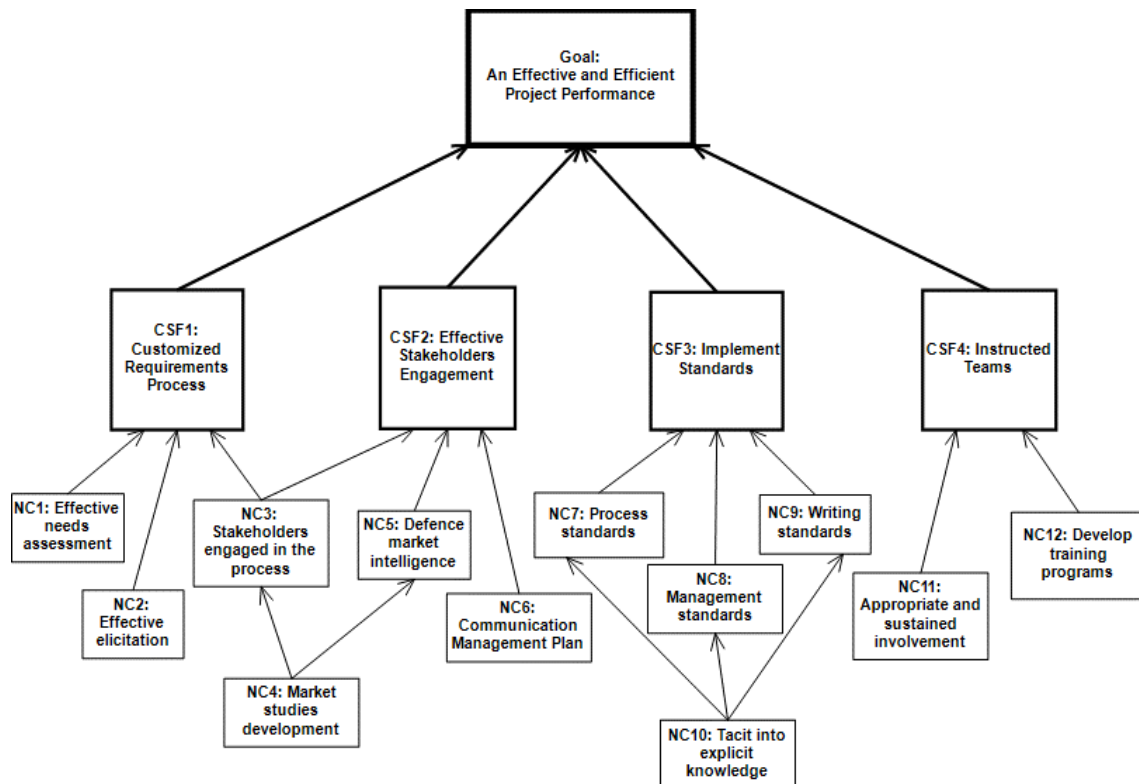 Goal:
An Effective and Efficient
Project Performance
CSF1:
Customized
Requirements
Process
CSF2: Effective
Stakeholders
Engagement
CSF3: Implement
Standards
CSF4: Instructed
Teams
NC1: Effective
needs
assessment
NC2:
Effective
elicitation
NC3:
Stakeholders
engaged in the
process
NC4: Market
studies
development
NC5: Defence
market
intelligence
NC6:
Communication
Management Plan
NC7: Process
standards
NC8:
Management
standards
NC9: Writing
standards
NC10: Tacit into
explicit
knowledge
NC11:
Appropriate and
sustained
involvement
NC12: Develop
training
programs